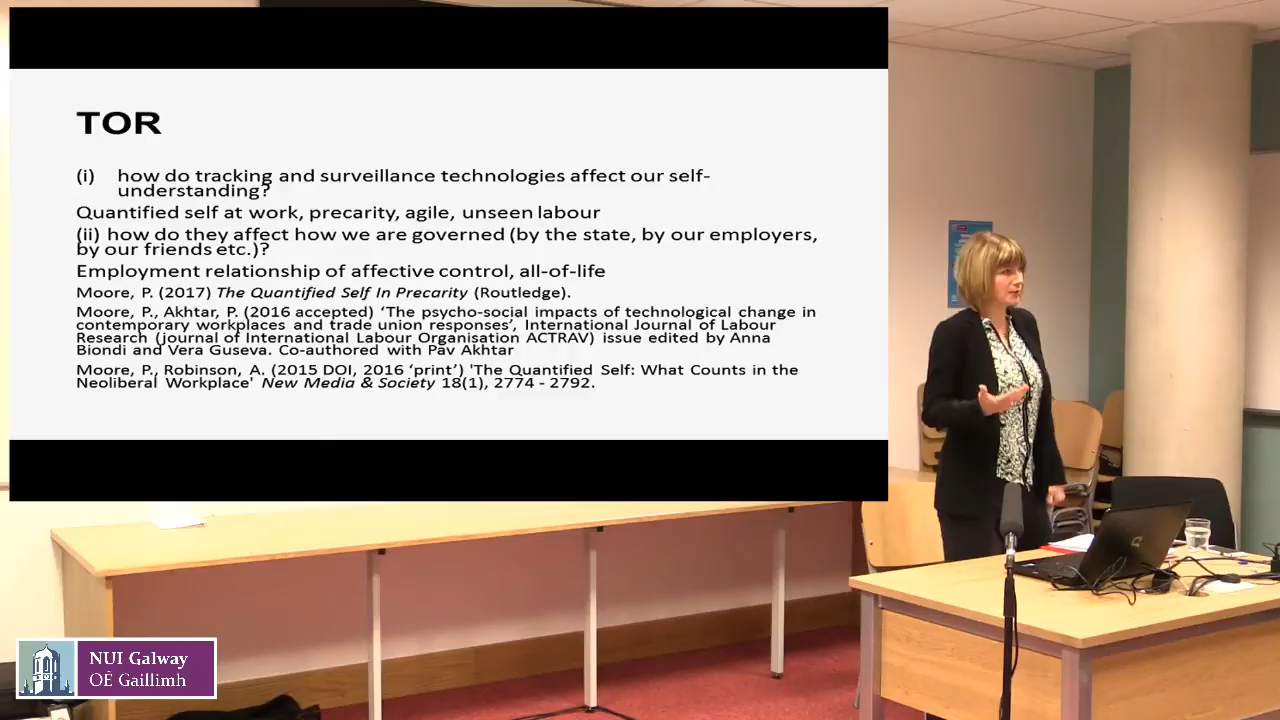 TOR
(i) how do tracking and surveillance technologies affect our self-
understanding?
Quantified self at work, precarity, agile, unseen labour
(ii) how do they affect how we are governed (by the state, by our employers,
by our friends etc.)?
Employment relationship of affective control, all-of-life
Moore, P. (2017) The Quantified Self In Precarity (Routledge).
Moore, P., Akhtar, P. (2016 accepted) ‘The psycho-social impacts of technological change in
contemporary workplaces and trade union responses’, International Journal of Labour
Research (journal of International Labour Organisation ACTRAV) issue edited by Anna
Biondi and Vera Guseva. Co-authored with Pav Akhtar
Moore, P., Robinson, A. (2015 DOI, 2016 ‘print’) 'The Quantified Self: What Counts in the
Neoliberal Workplace' New Media & Society 18(1), 2774 - 2792.
NUI Galway
OÉ Gaillimh